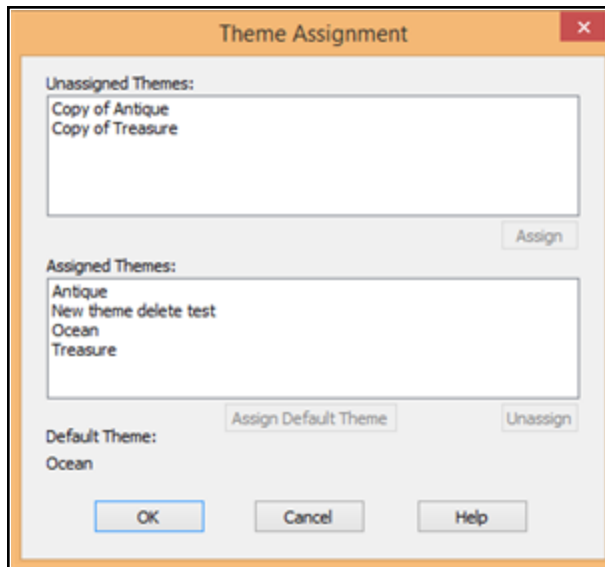 Theme Assignment
Unassigned Themes:
Copy of Antique
Copy of Treasure
Assign
Assigned Themes:
Antique
New theme delete test
Ocean
Treasure
Assign Default Theme
Unassign
Default Theme:
Ocean
OK
Cancel
Help